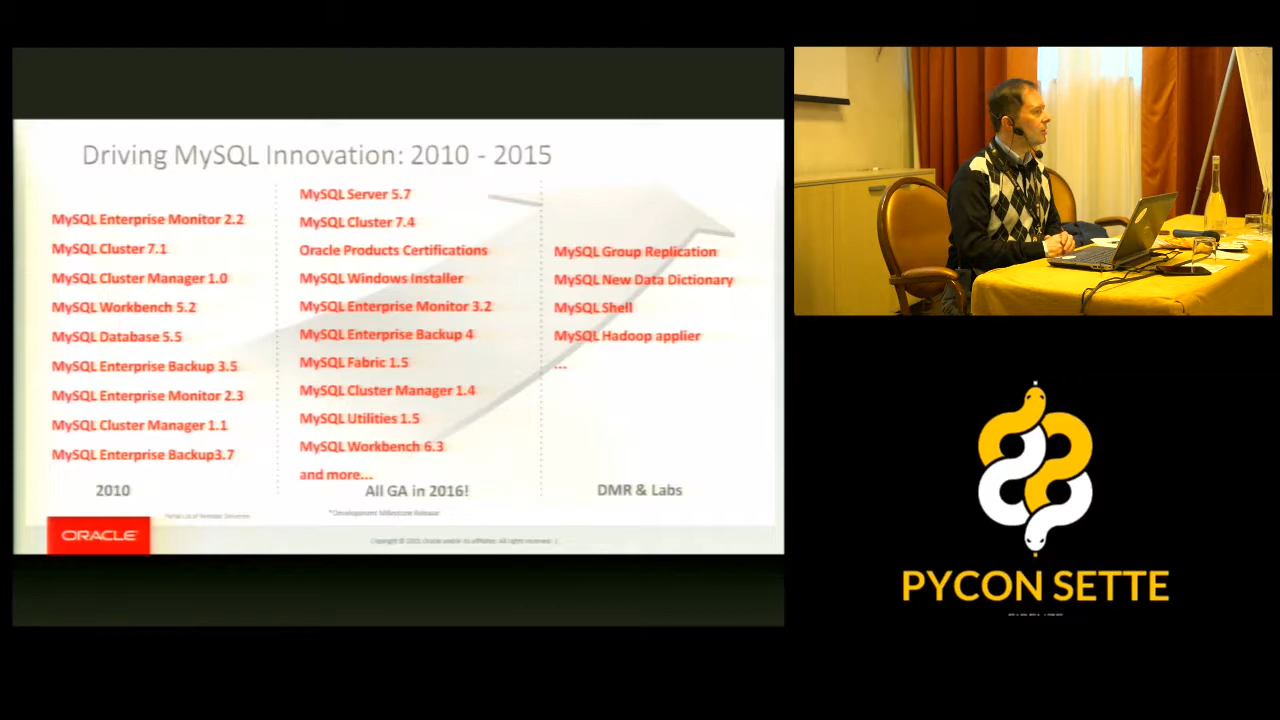 Driving MySQL Innovation: 2010 - 2015
MySQL Enterprise Monitor 2.2
MySQL Cluster 7.1
MySQL Cluster Manager 1.0
MySQL Workbench 5.2
MySQL Database 5.5
MySQL Enterprise Backup 3.5
MySQL Enterprise Monitor 2.3
MySQL Cluster Manager 1.1
MySQL Enterprise Backup3.7
2010
MySQL Server 5.7
MySQL Cluster 7.4
Oracle Products Certifications
MySQL Windows Installer
MySQL Enterprise Monitor 3.2
MySQL Enterprise Backup 4
MySQL Fabric 1.5
MySQL Cluster Manager 1.4
MySQL Utilities 1.5
MySQL Workbench 6.3
and more...
All GA in 2016!
*Development Milestone Release
MySQL Group Replication
MySQL New Data Dictionary
MySQL Shell
MySQL Hadoop applier
...
DMR & Labs
ORACLE
PYCON SETTE